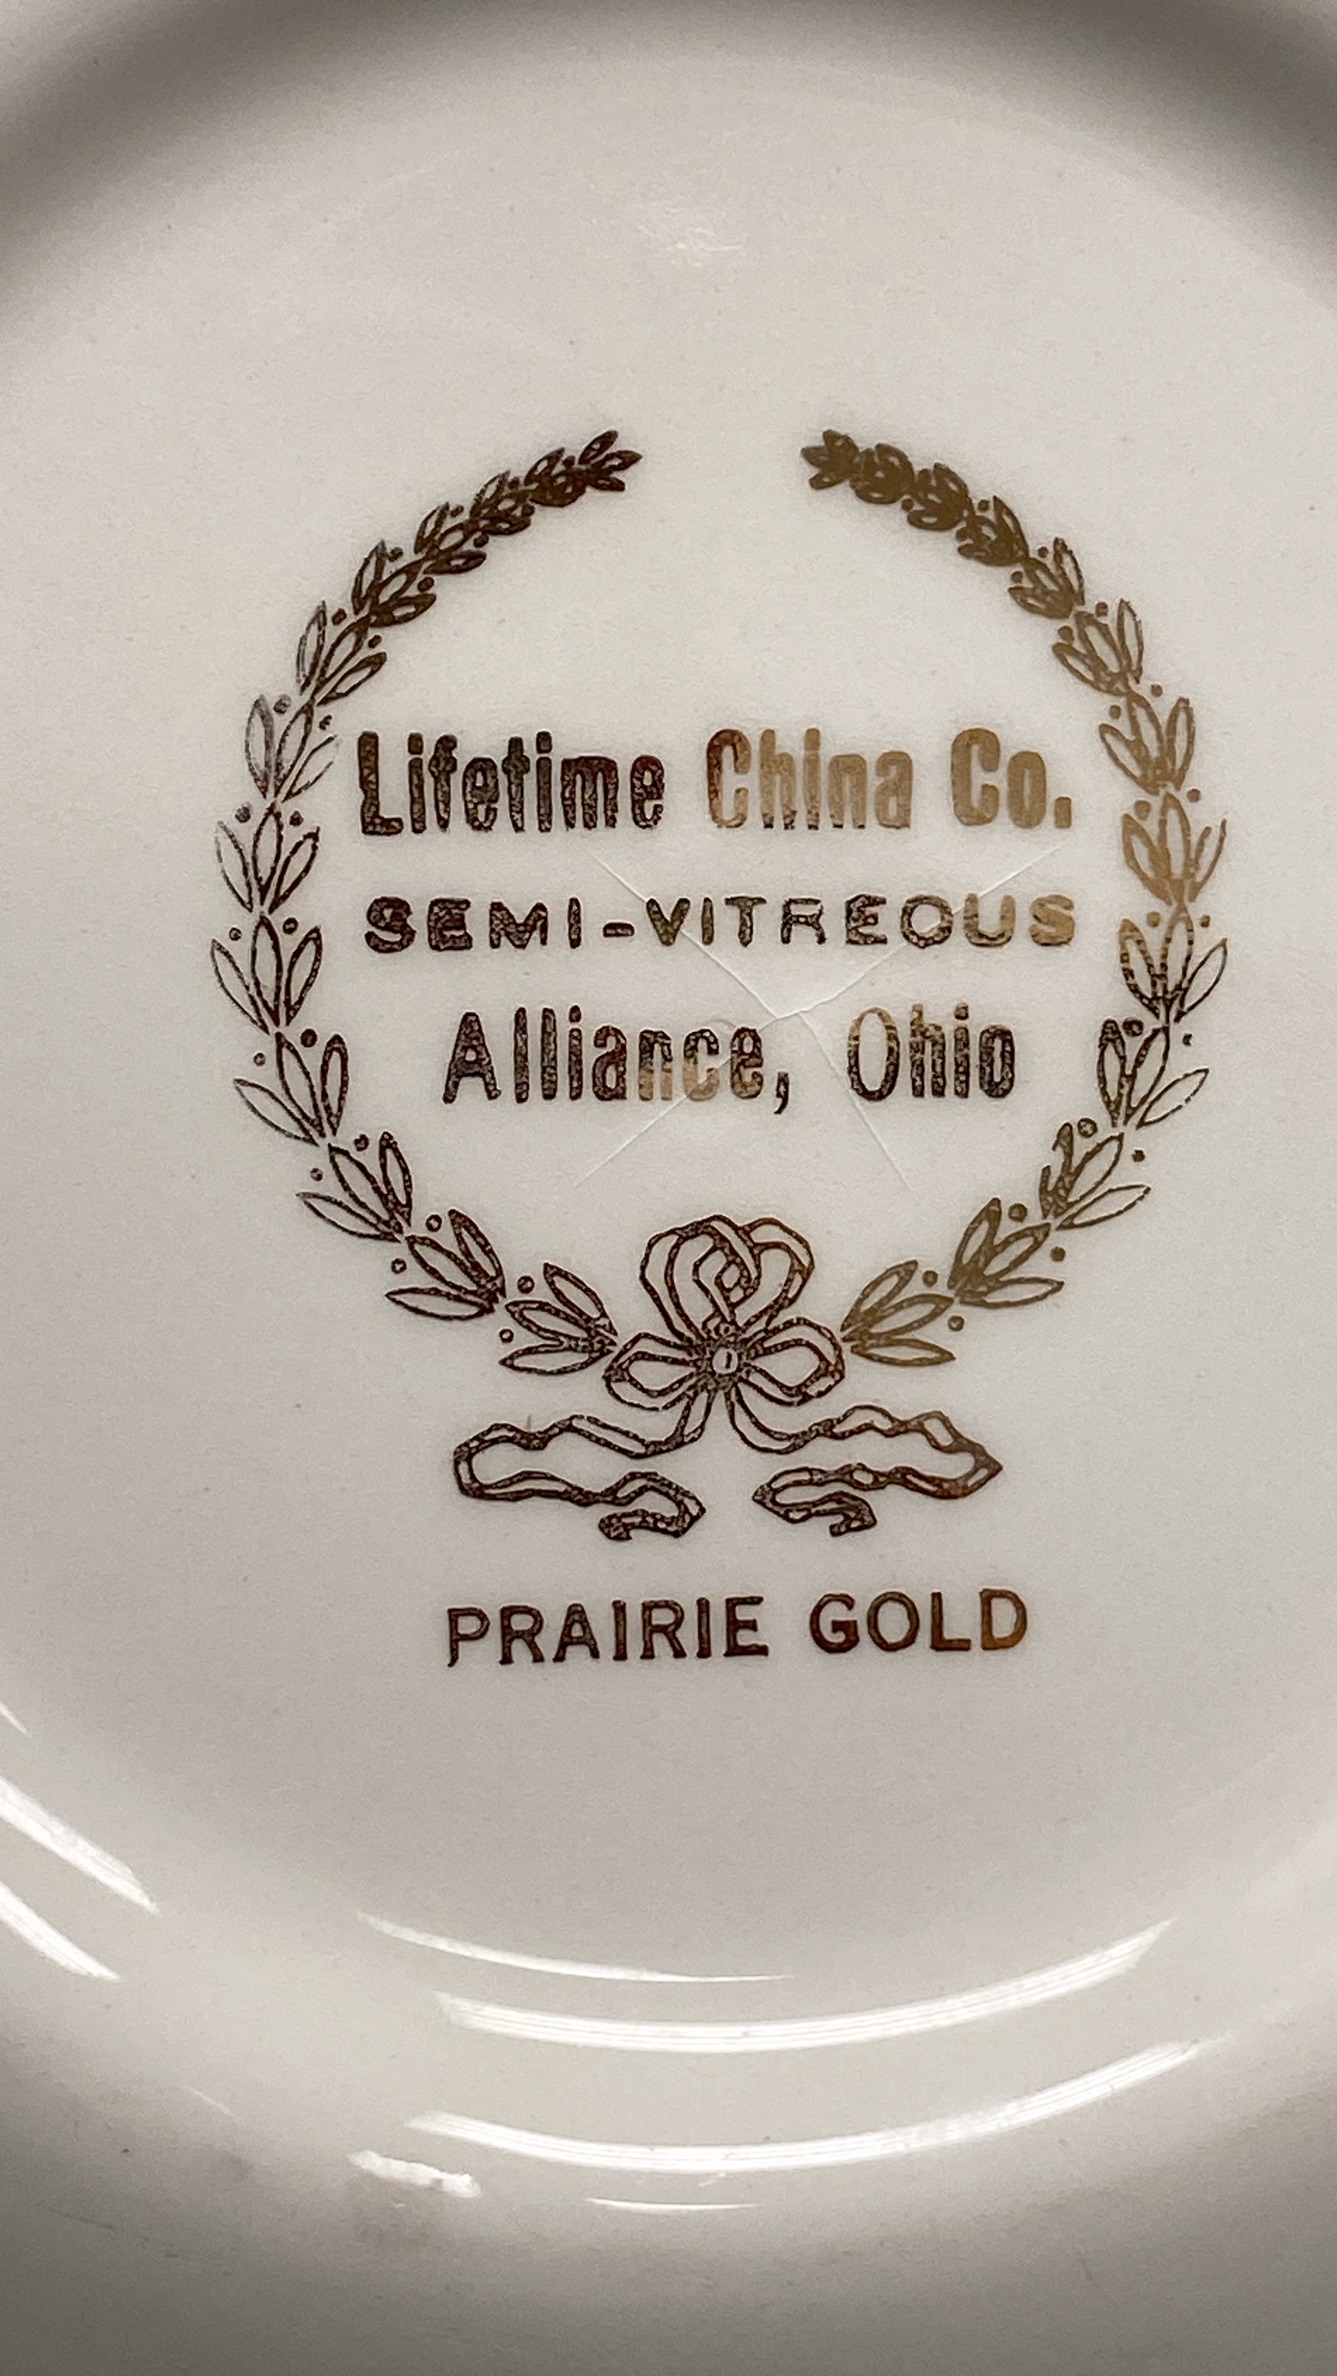 Lifetime China Co.
SEMI-VITREOUS
Alliance, Ohio
PRAIRIE GOLD